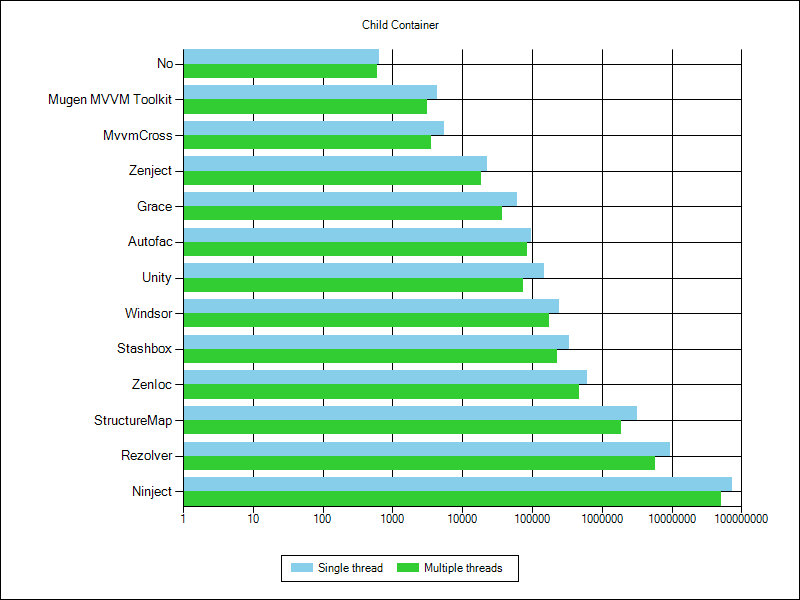 Child Container
No
Mugen MVVM Toolkit
MvvmCross
Zenject
Grace
Autofac
Unity
Windsor
Stashbox
ZenIoc
StructureMap
Rezolver
Ninject
1 10 100 1000 10000 100000 1000000 10000000 100000000
Single thread Multiple threads